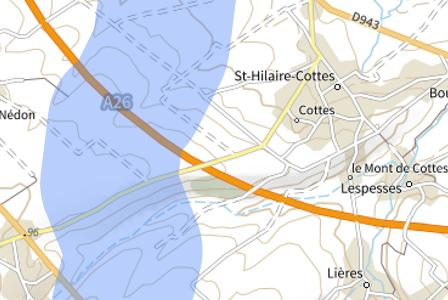 D943
St-Hilaire-Cottes
A26
Bou
Cottes
Nédon
le Mont de Cottes
Lespesses
96
Lières